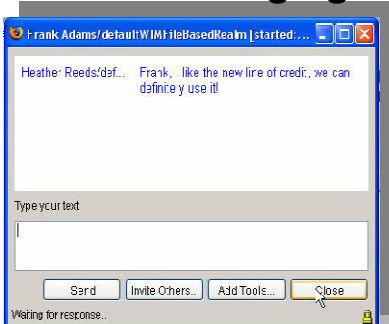 Frank Adams/defaultWIMFileBasedRealm [started:...
Heather Reeds/def... Frank, I like the new line of credit, we can
definitely use it!
Type your text
Send Invite Others.. Add Tools... Close
Waiting for response..